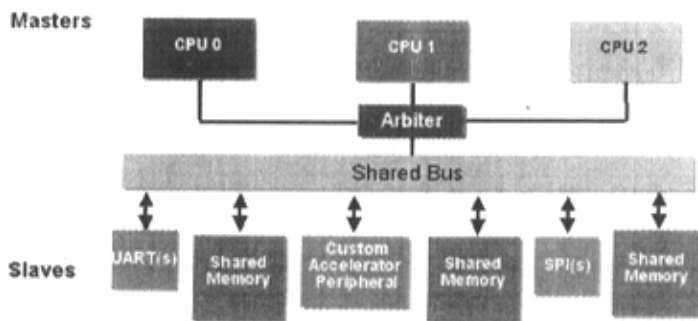 Masters
CPU 0
CPU 1
CPU 2
Arbiter
Shared Bus
Slaves
UART(s)
Shared
Memory
Custom
Accelerator
Peripheral
Shared
Memory
SPI(s)
Shared
Memory